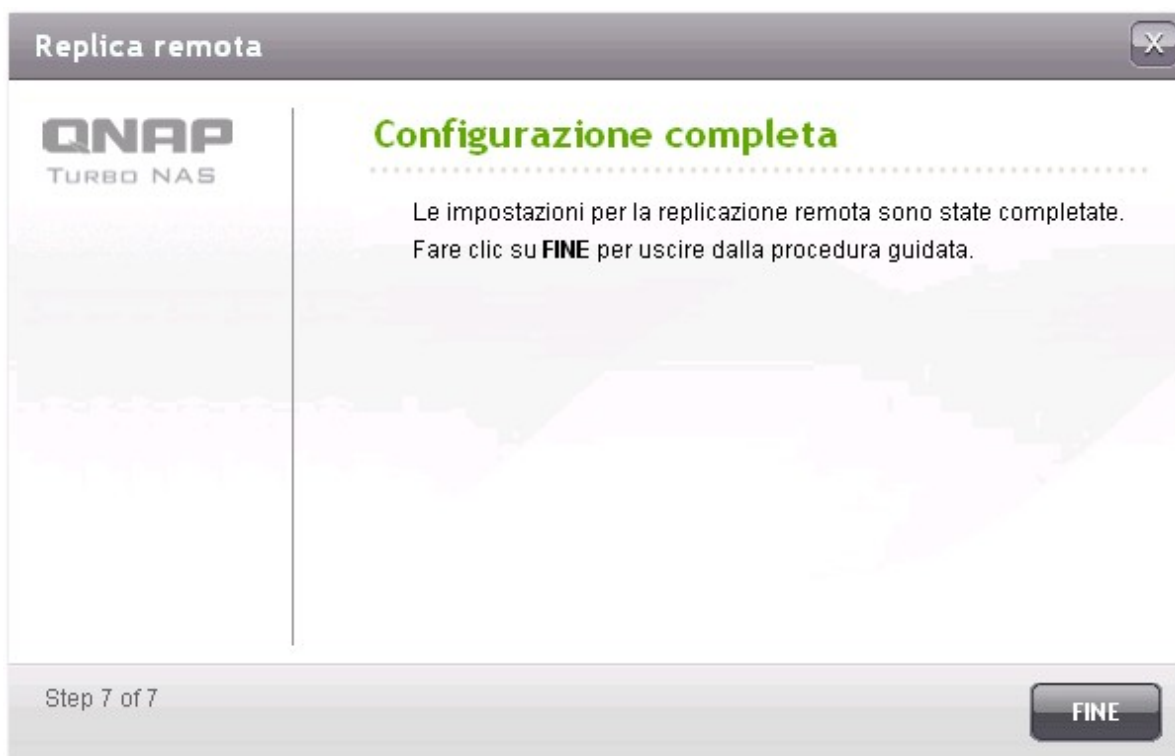 Replica remota
X
QNAP
TURBO NAS
Configurazione completa
Le impostazioni per la replicazione remota sono state completate.
Fare clic su FINE per uscire dalla procedura guidata.
Step 7 of 7
FINE